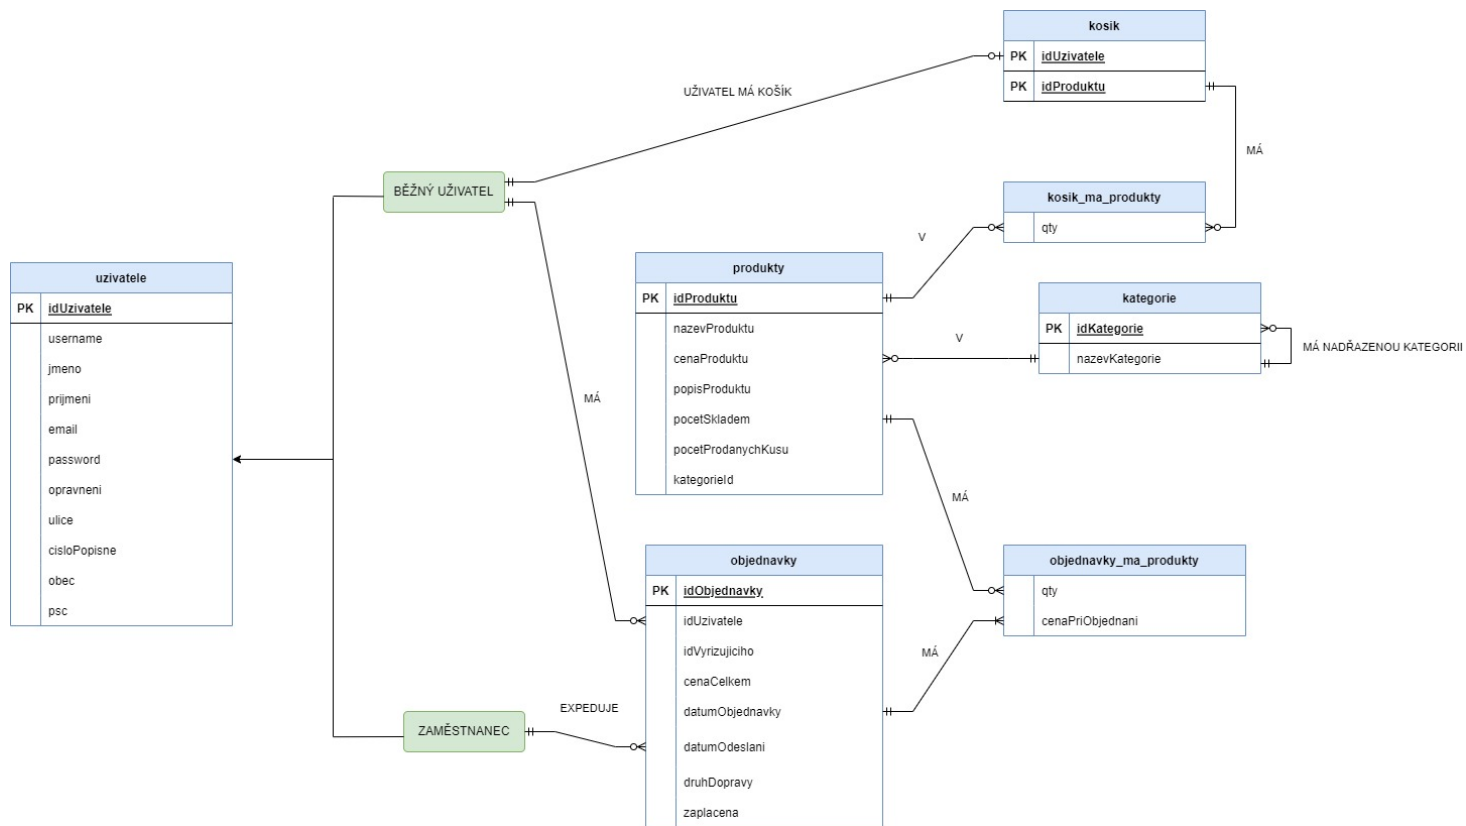 kosik
PK idUzivatele
PK idProduktu
UŽIVATEL MÁ KOŠÍK
MÁ
BĚŽNÝ UŽIVATEL
kosik_ma_produkty
qty
V
uzivatele
PK idUzivatele
username
jmeno
prijmeni
email
password
opravneni
ulice
cisloPopisne
obec
psc
produkty
PK idProduktu
nazevProduktu
cenaProduktu
popisProduktu
pocetSkladem
pocetProdanychKusu
kategorieId
V
kategorie
PK idKategorie
nazevKategorie
MÁ NADŘAZENOU KATEGORII
MÁ
MÁ
objednavky
PK idObjednavky
idUzivatele
idVyrizujiciho
cenaCelkem
datumObjednavky
datumOdeslani
druhDopravy
zaplacena
objednavky_ma_produkty
qty
cenaPriObjednani
MÁ
EXPEDUJE
ZAMĚSTNANEC